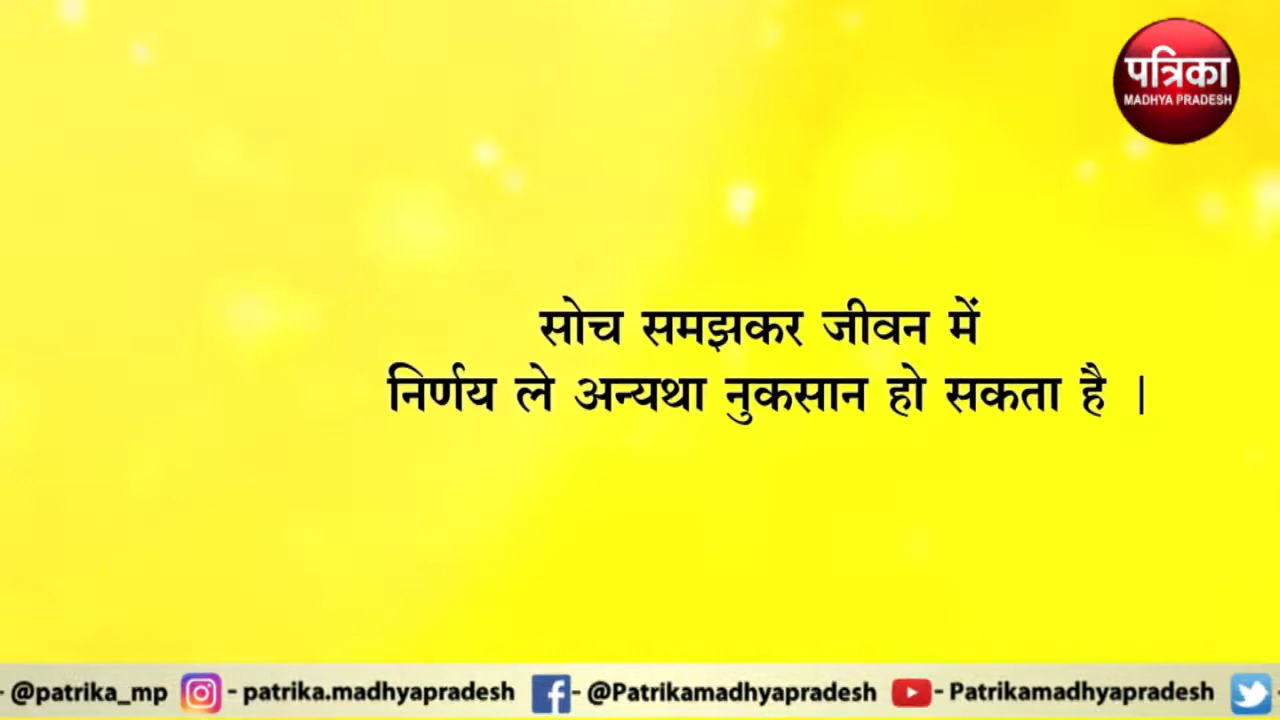 पत्रिका
MADHYA PRADESH
सोच समझकर जीवन में
निर्णय ले अन्यथा नुकसान हो सकता है |
- @patrika_mp - patrika.madhyapradesh - @Patrikamadhyapradesh - Patrikamadhyapradesh -